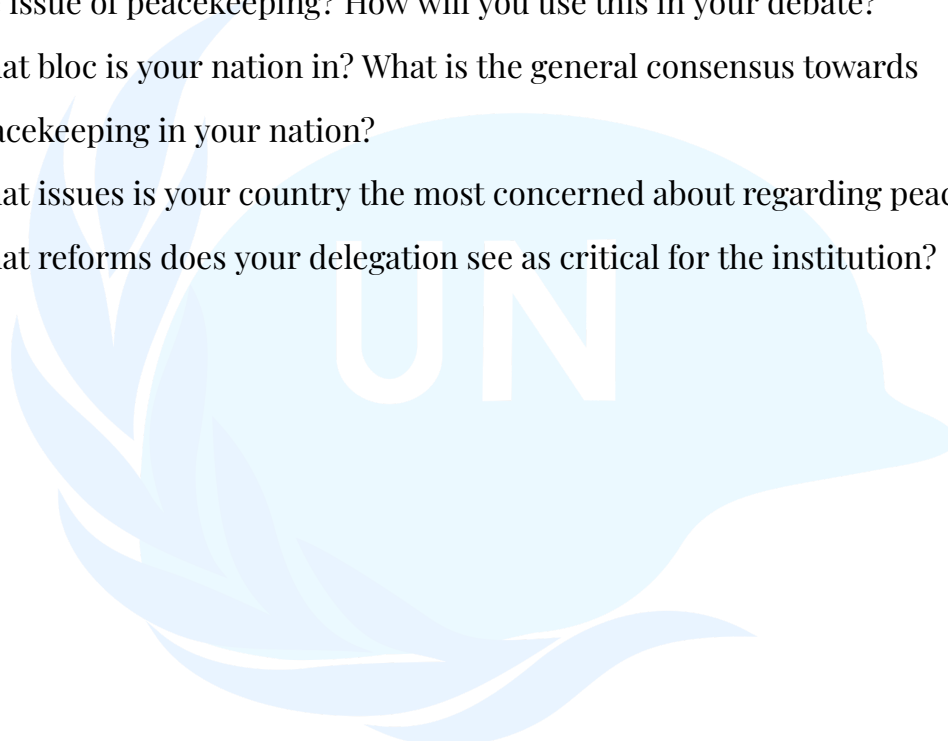 issue of peacekeeping? How will you use this in your debate?
at bloc is your nation in? What is the general consensus towards
acekeeping in your nation?
at issues is your country the most concerned about regarding peac
at reforms does your delegation see as critical for the institution?
UN